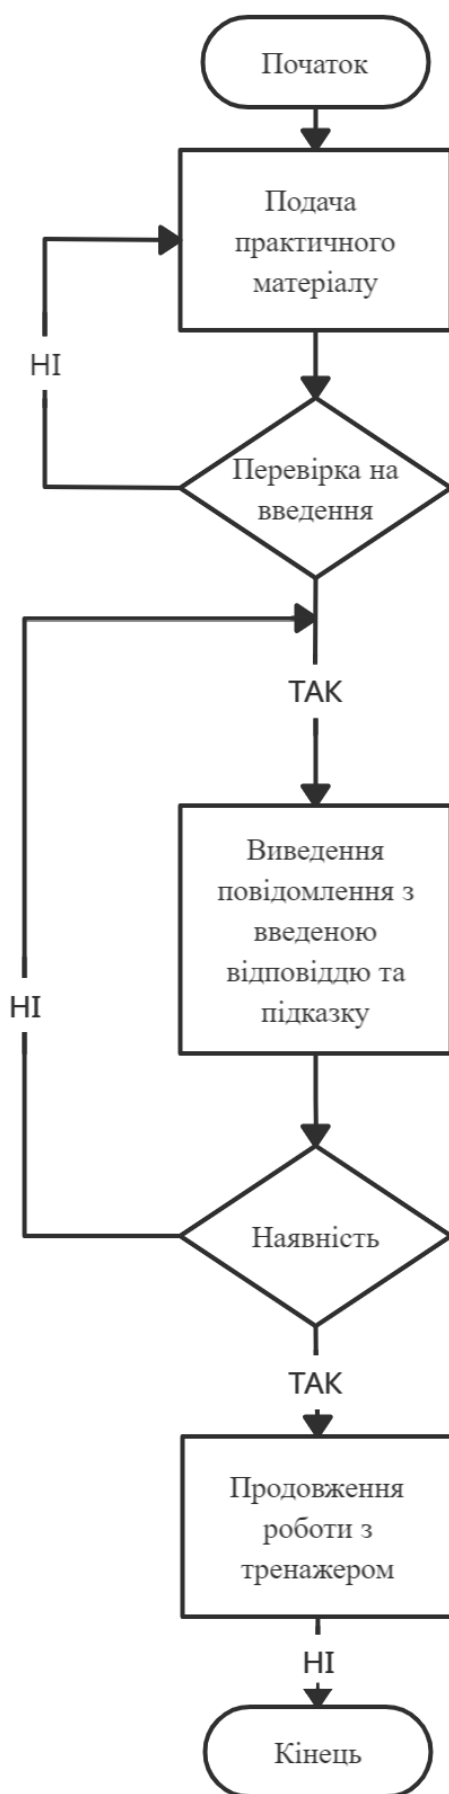 Початок
Подача
практичного
матеріалу
НІ
Перевірка на
введення
ТАК
Виведення
повідомлення з
введеною
відповіддю та
підказку
НІ
Наявність
ТАК
Продовження
роботи з
тренажером
НІ
Кінець